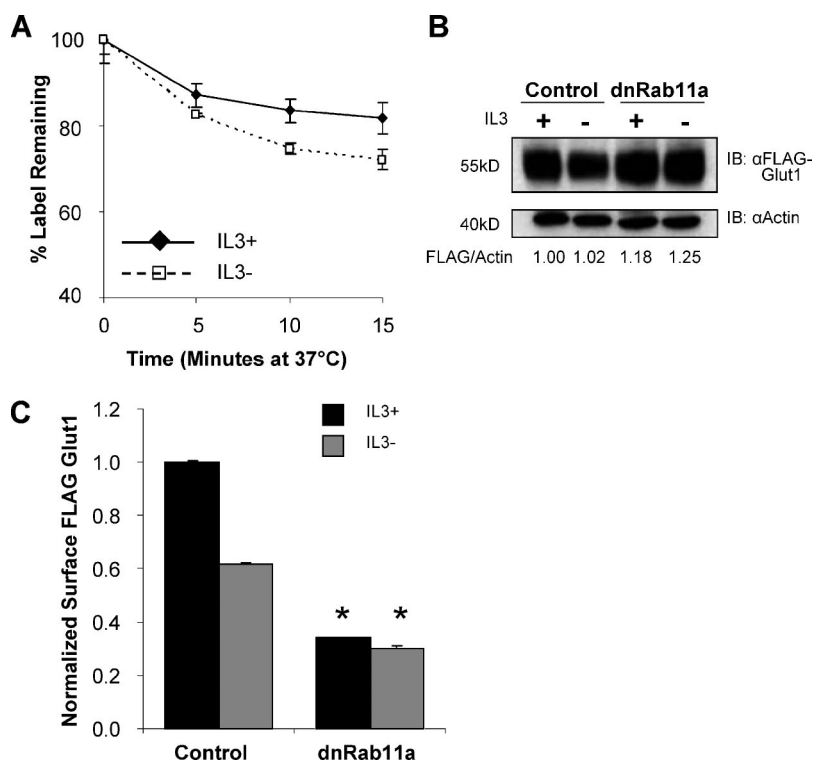 A
100
80
60
40
% Label Remaining
IL3+
IL3-
0 5 10 15
Time (Minutes at 37°C)
B
Control dnRab11a
IL3 + - + -
55kD
IB: αFLAG-
Glut1
40kD
IB: αActin
FLAG/Actin 1.00 1.02 1.18 1.25
C
1.2
1.0
0.8
0.6
0.4
0.2
0.0
Normalized Surface FLAG Glut1
IL3+
IL3-
* *
Control dnRab11a